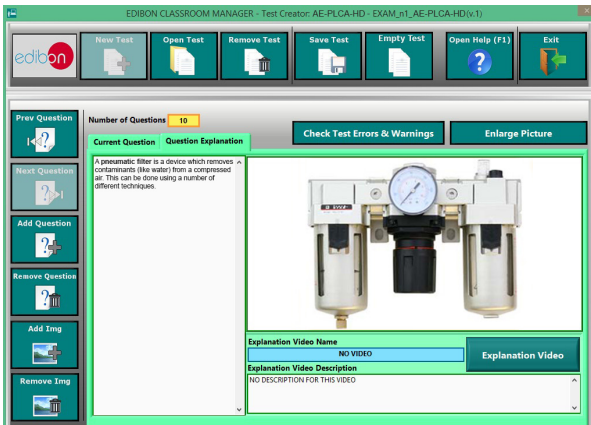 EDIBON CLASSROOM MANAGER - Test Creator: AE-PLCA-HD - EXAM_n1_AE-PLCA-HD(v.1)
edibon
New Test
Open Test
Remove Test
Save Test
Empty Test
Open Help (F1)
Exit
Prev Question
Next Question
Add Question
Remove Question
Add Img
Remove Img
Number of Questions 10
Check Test Errors & Warnings
Enlarge Picture
Current Question
Question Explanation
A pneumatic filter is a device which removes
contaminants (like water) from a compressed
air. This can be done using a number of
different techniques.
Explanation Video Name
NO VIDEO
Explanation Video
Explanation Video Description
NO DESCRIPTION FOR THIS VIDEO